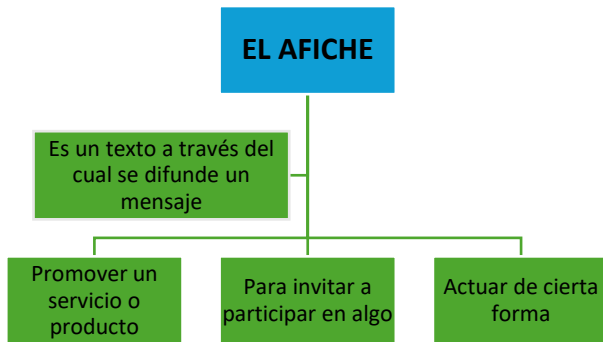 EL AFICHE
Es un texto a través del
cual se difunde un
mensaje
Promover un
servicio o
producto
Para invitar a
participar en algo
Actuar de cierta
forma